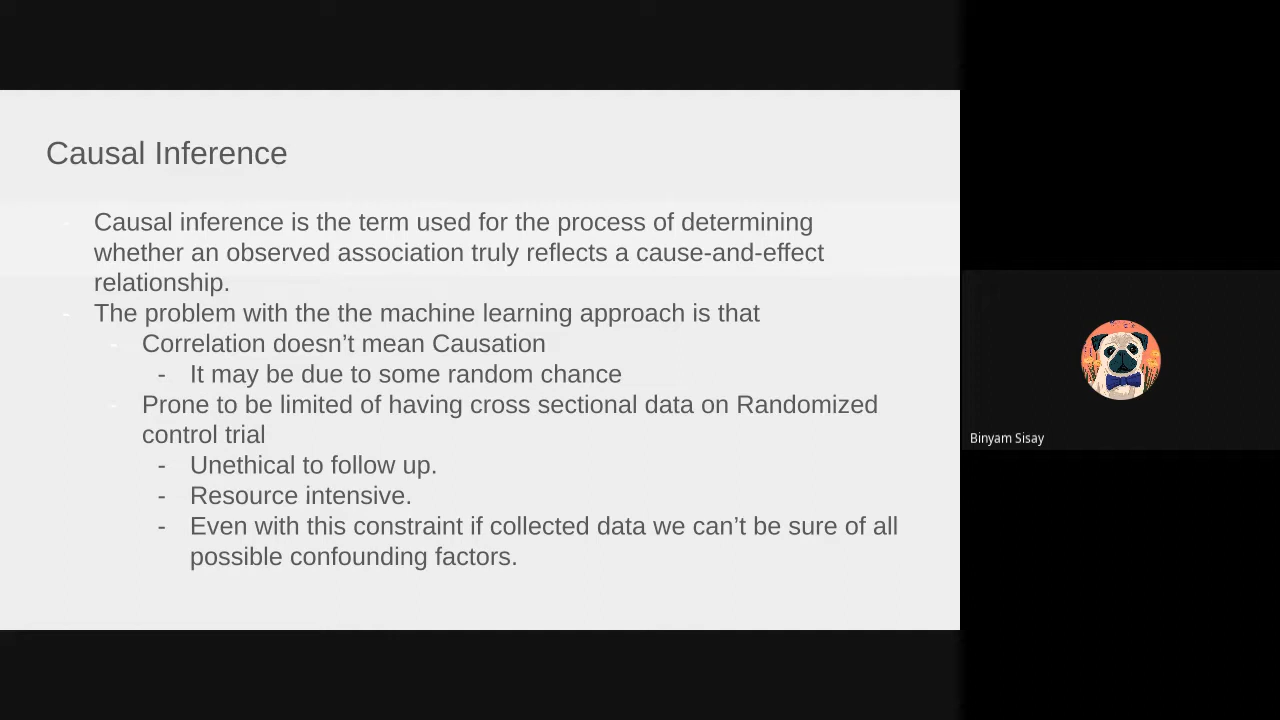 Causal Inference
- Causal inference is the term used for the process of determining
whether an observed association truly reflects a cause-and-effect
relationship.
- The problem with the the machine learning approach is that
- Correlation doesn’t mean Causation
- It may be due to some random chance
- Prone to be limited of having cross sectional data on Randomized
control trial
- Unethical to follow up.
- Resource intensive.
- Even with this constraint if collected data we can’t be sure of all
possible confounding factors.
Binyam Sisay